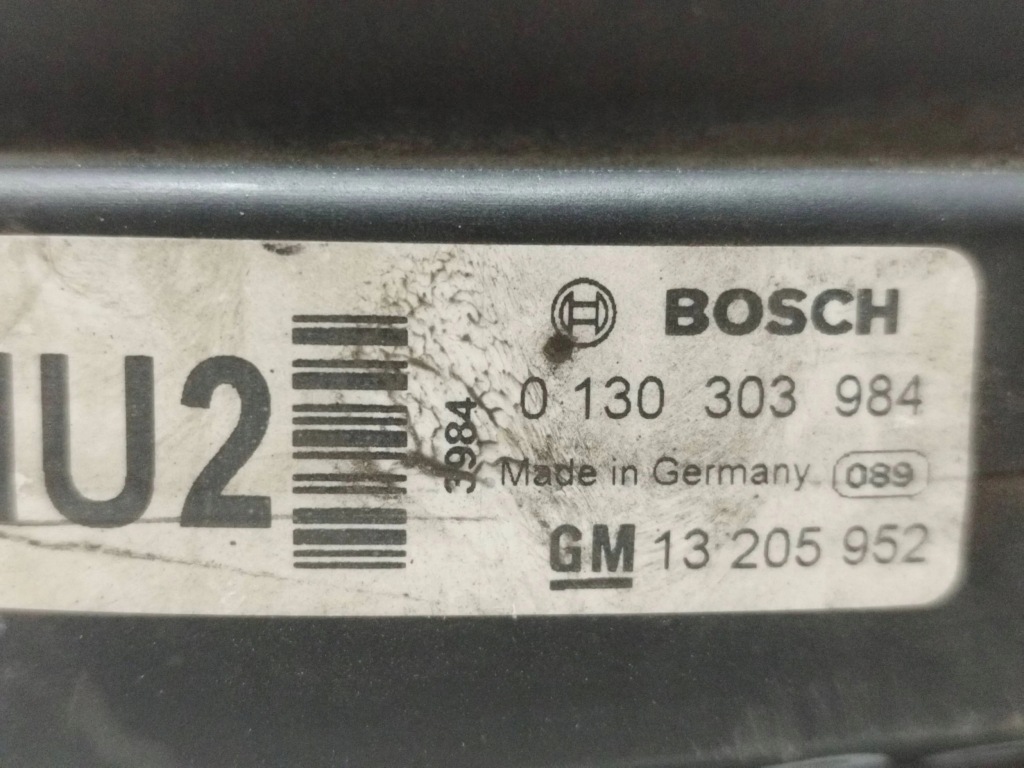 U2
3984
BOSCH
0 130 303 984
Made in Germany 089
GM 13 205 952